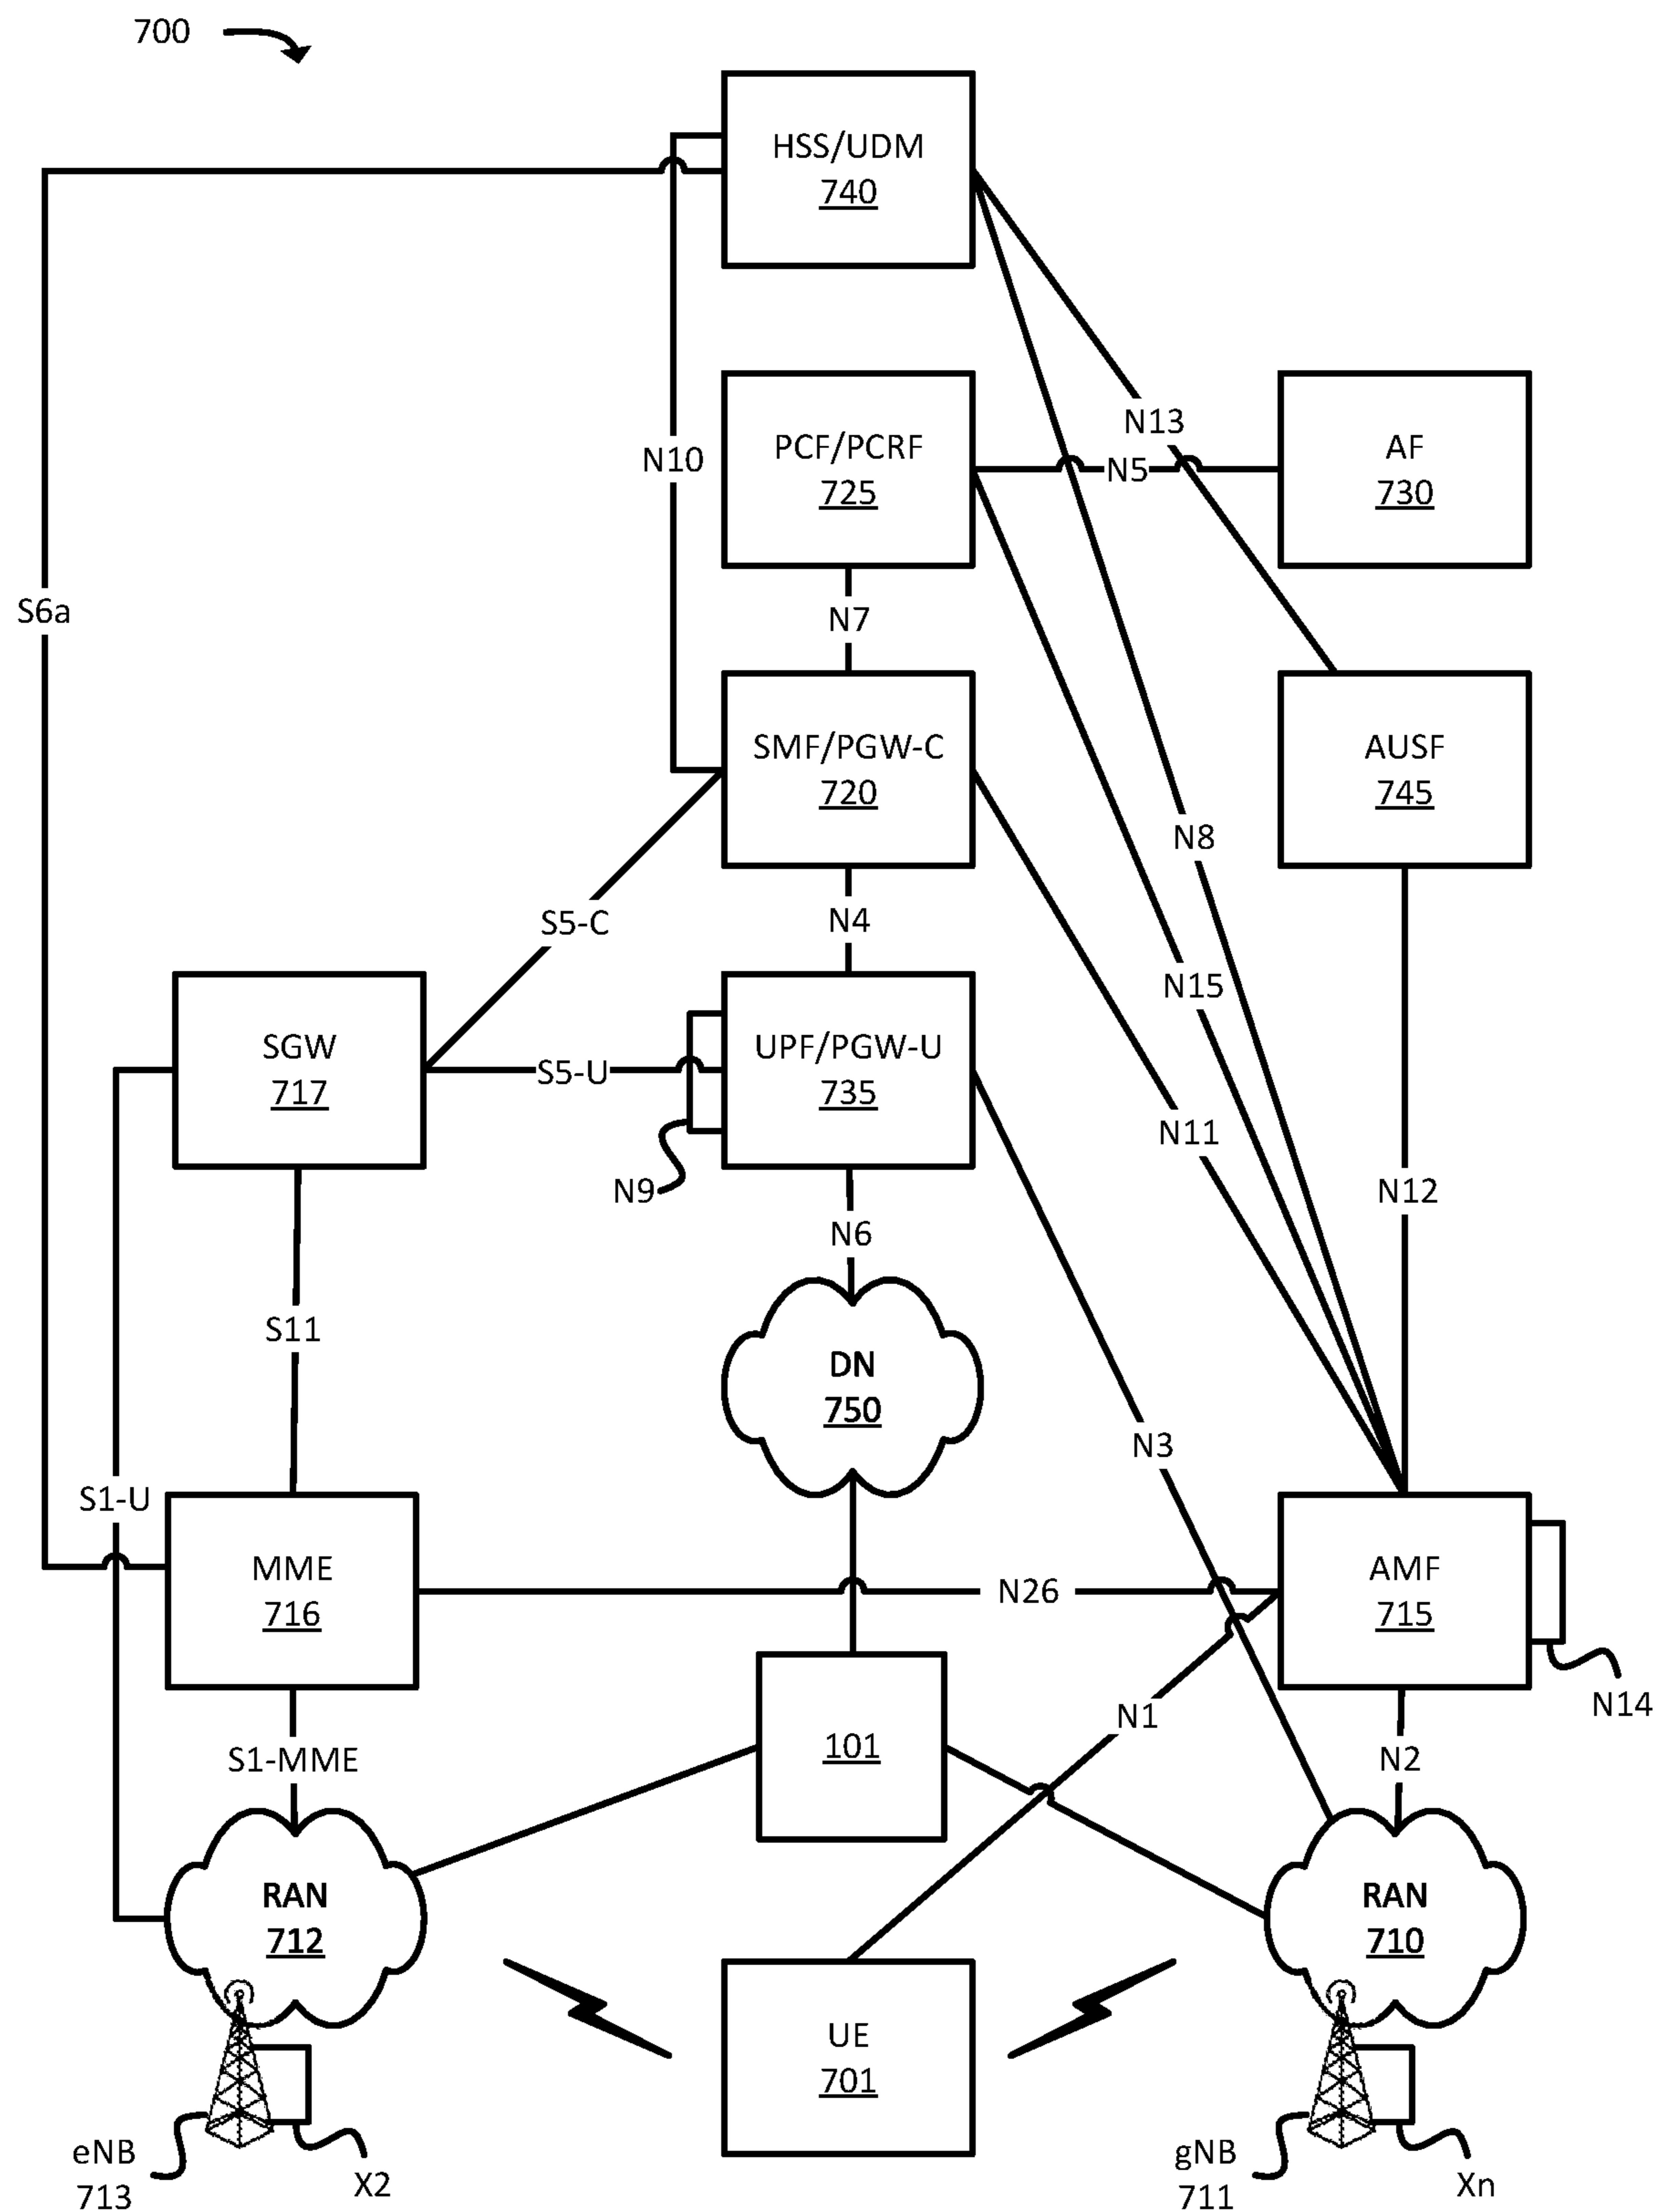 700
HSS/UDM
740
N13
N10
PCF/PCRF
725
N5
AF
730
S6a
N7
SMF/PGW-C
720
AUSF
745
N8
S5-C
N4
N15
SGW
717
S5-U
UPF/PGW-U
735
N11
N9
N12
N6
S11
DN
750
N3
S1-U
MME
716
N26
AMF
715
N14
101
N1
S1-MME
N2
RAN
712
RAN
710
UE
701
eNB
713
X2
gNB
711
Xn